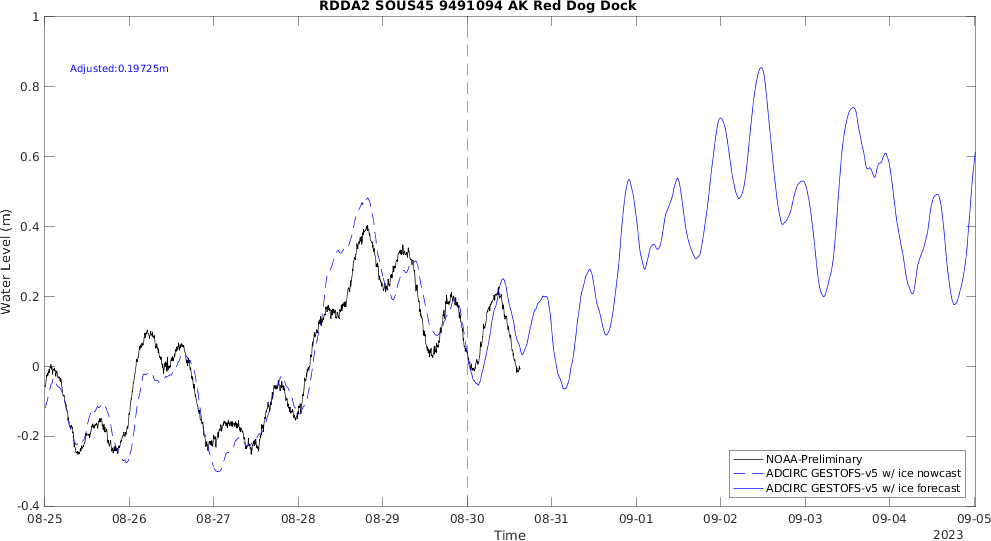 RDDA2 SOUS45 9491094 AK Red Dog Dock
Adjusted:0.19725m
Water Level (m)
1
0.8
0.6
0.4
0.2
0
-0.2
-0.4
NOAA-Preliminary
ADCIRC GESTOFS-v5 w/ ice nowcast
ADCIRC GESTOFS-v5 w/ ice forecast
08-25 08-26 08-27 08-28 08-29 08-30 08-31 09-01 09-02 09-03 09-04 09-05
Time
2023